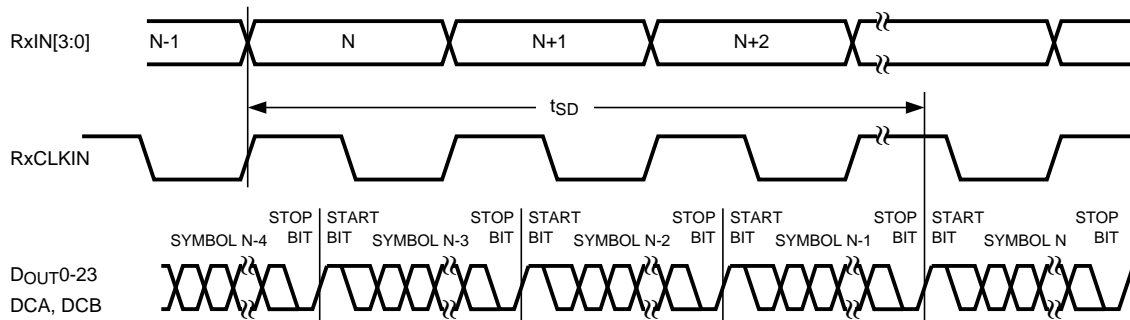 RxIN[3:0] N-1 N N+1 N+2
tSD
RxCLKIN
STOP START STOP START STOP START STOP START STOP
SYMBOL N-4 BIT BIT SYMBOL N-3 BIT BIT SYMBOL N-2 BIT BIT SYMBOL N-1 BIT BIT SYMBOL N BIT
DOUT0-23
DCA, DCB